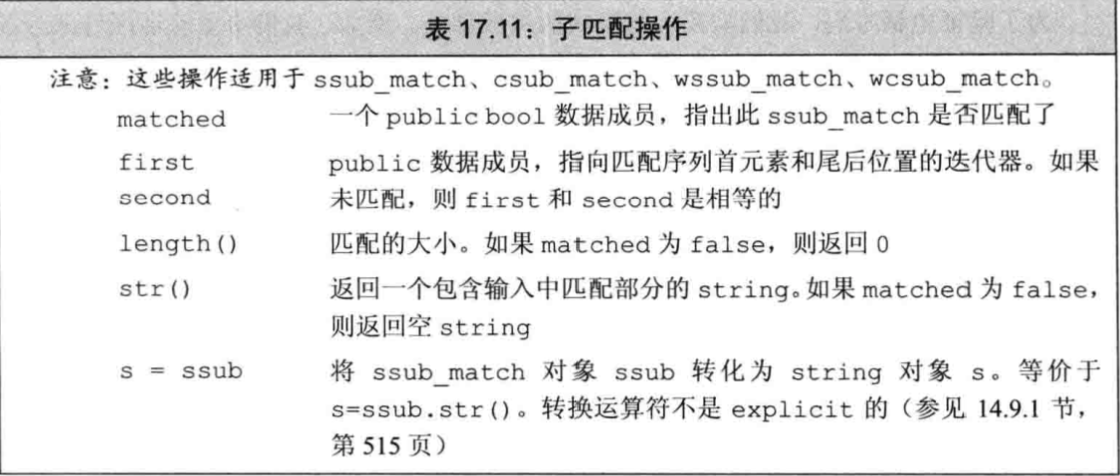 表 17.11：子匹配操作
注意：这些操作适用于 ssub_match、csub_match、wssub_match、wcsub_match。
matched 一个 public bool 数据成员，指出此 ssub_match 是否匹配了
first public 数据成员，指向匹配序列首元素和尾后位置的迭代器。如果
second 未匹配，则 first 和 second 是相等的
length() 匹配的大小。如果 matched 为 false，则返回 0
str() 返回一个包含输入中匹配部分的 string。如果 matched 为 false，
则返回空 string
s = ssub 将 ssub_match 对象 ssub 转化为 string 对象 s。等价于
s=ssub.str()。转换运算符不是 explicit 的（参见 14.9.1 节，
第 515 页）